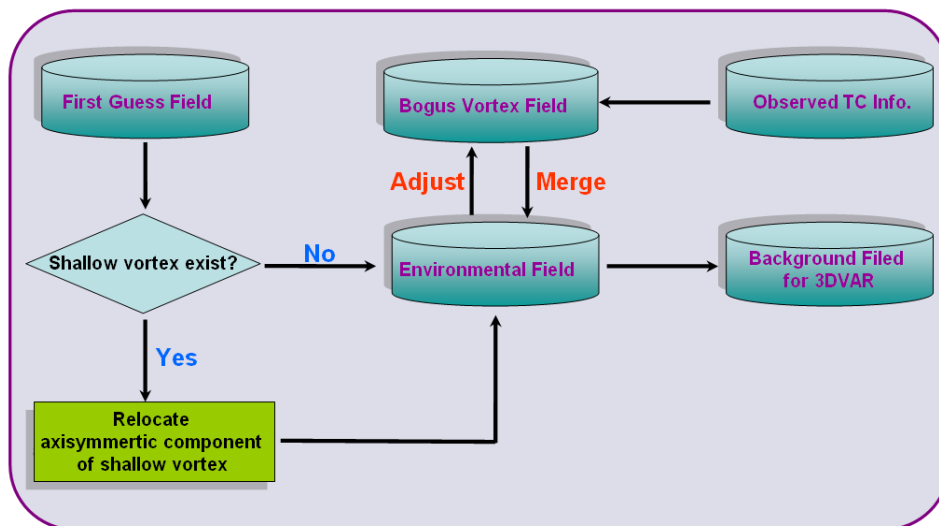 First Guess Field
Bogus Vortex Field
Observed TC Info.
Adjust
Merge
Shallow vortex exist?
No
Environmental Field
Background Filed
for 3DVAR
Yes
Relocate
axisymmertic component
of shallow vortex